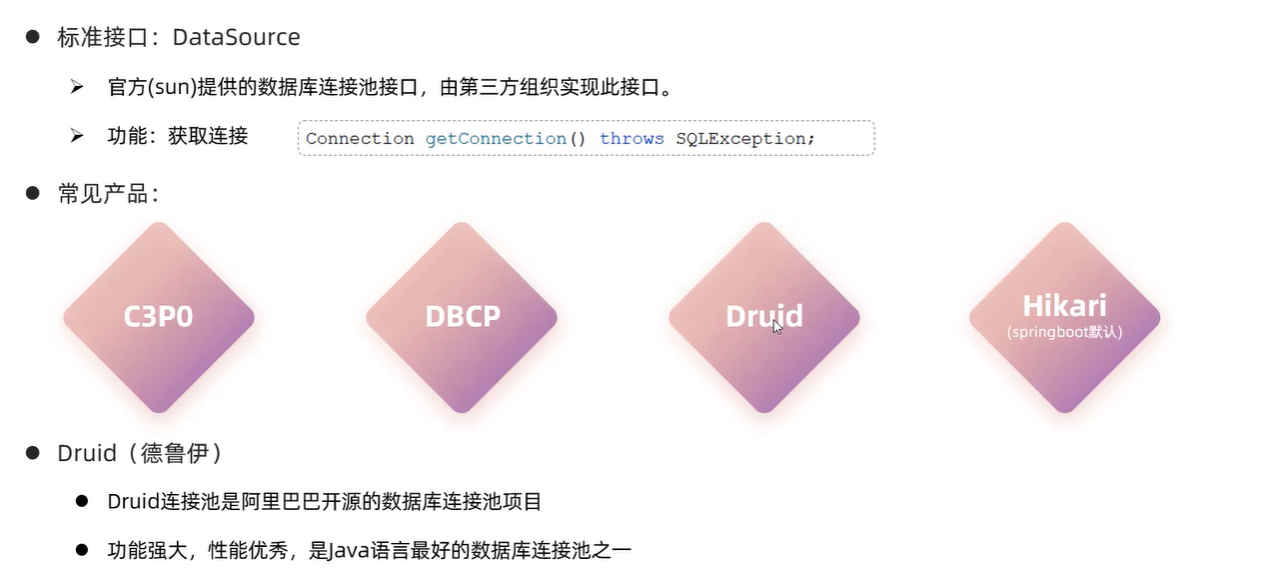 标准接口：DataSource
官方(sun)提供的数据库连接池接口，由第三方组织实现此接口。
功能：获取连接 Connection getConnection() throws SQLException;
常见产品：
C3P0 DBCP Druid Hikari
(springboot默认)
Druid（德鲁伊）
Druid连接池是阿里巴巴开源的数据库连接池项目
功能强大，性能优秀，是Java语言最好的数据库连接池之一